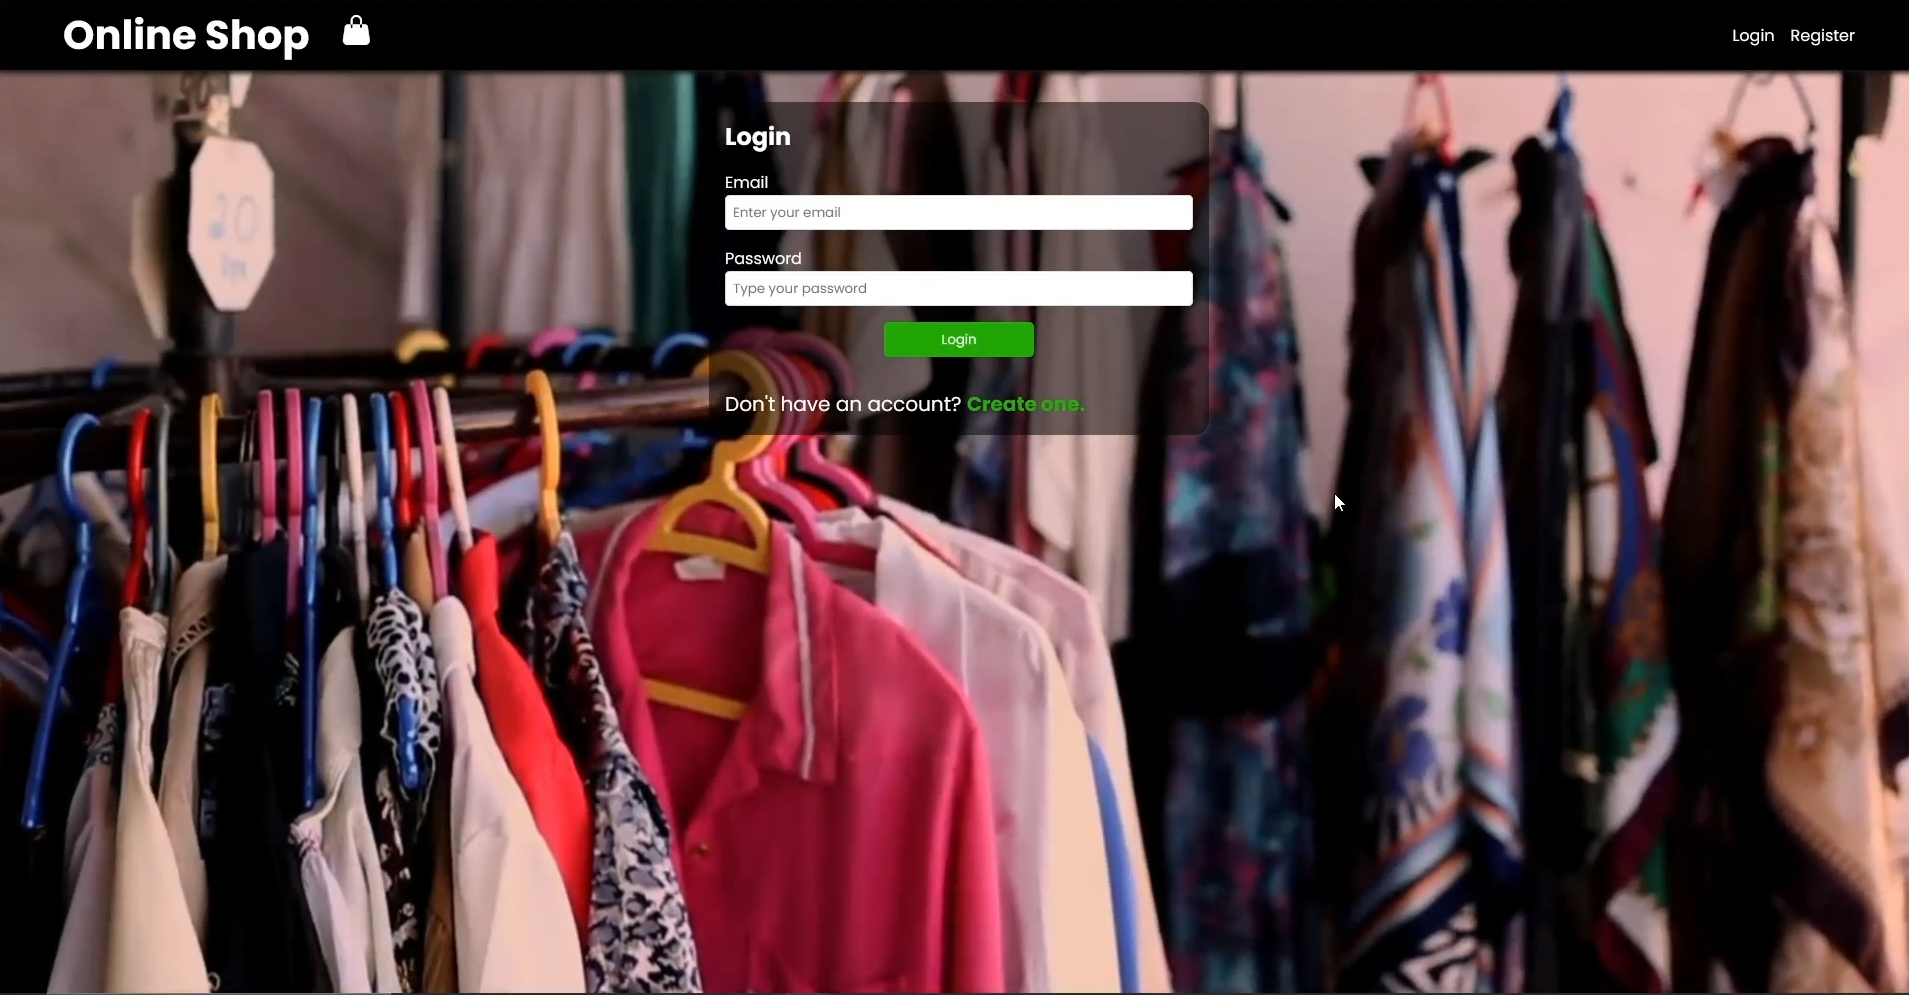 Online Shop
Login Register
Login
Email
Enter your email
Password
Type your password
Login
Don't have an account? Create one.
20